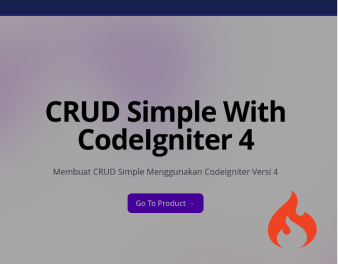 CRUD Simple With
CodeIgniter 4
Membuat CRUD Simple Menggunakan CodeIgniter Versi 4
Go To Product →